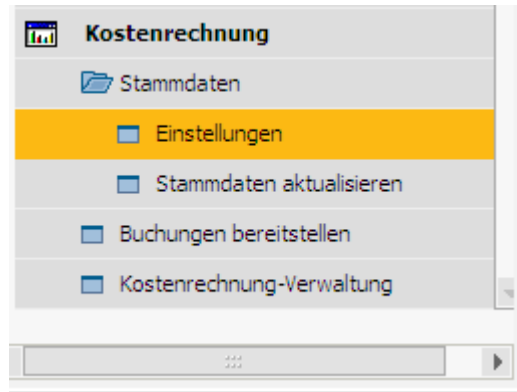 Kostenrechnung
Stammdaten
Einstellungen
Stammdaten aktualisieren
Buchungen bereitstellen
Kostenrechnung-Verwaltung